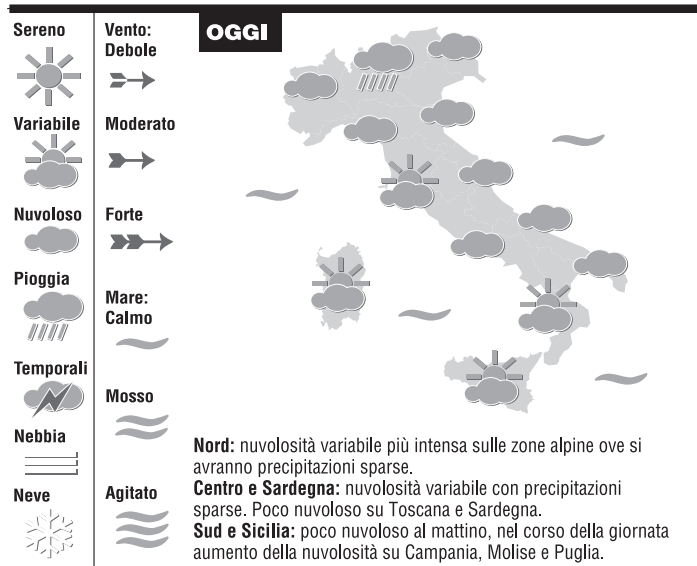 Sereno
Variabile
Nuvoloso
Pioggia
Temporali
Nebbia
Neve
Vento:
Debole
Moderato
Forte
Mare:
Calmo
Mosso
Agitato
OGGI
Nord: nuvolosità variabile più intensa sulle zone alpine ove si
avranno precipitazioni sparse.
Centro e Sardegna: nuvolosità variabile con precipitazioni
sparse. Poco nuvoloso su Toscana e Sardegna.
Sud e Sicilia: poco nuvoloso al mattino, nel corso della giornata
aumento della nuvolosità su Campania, Molise e Puglia.